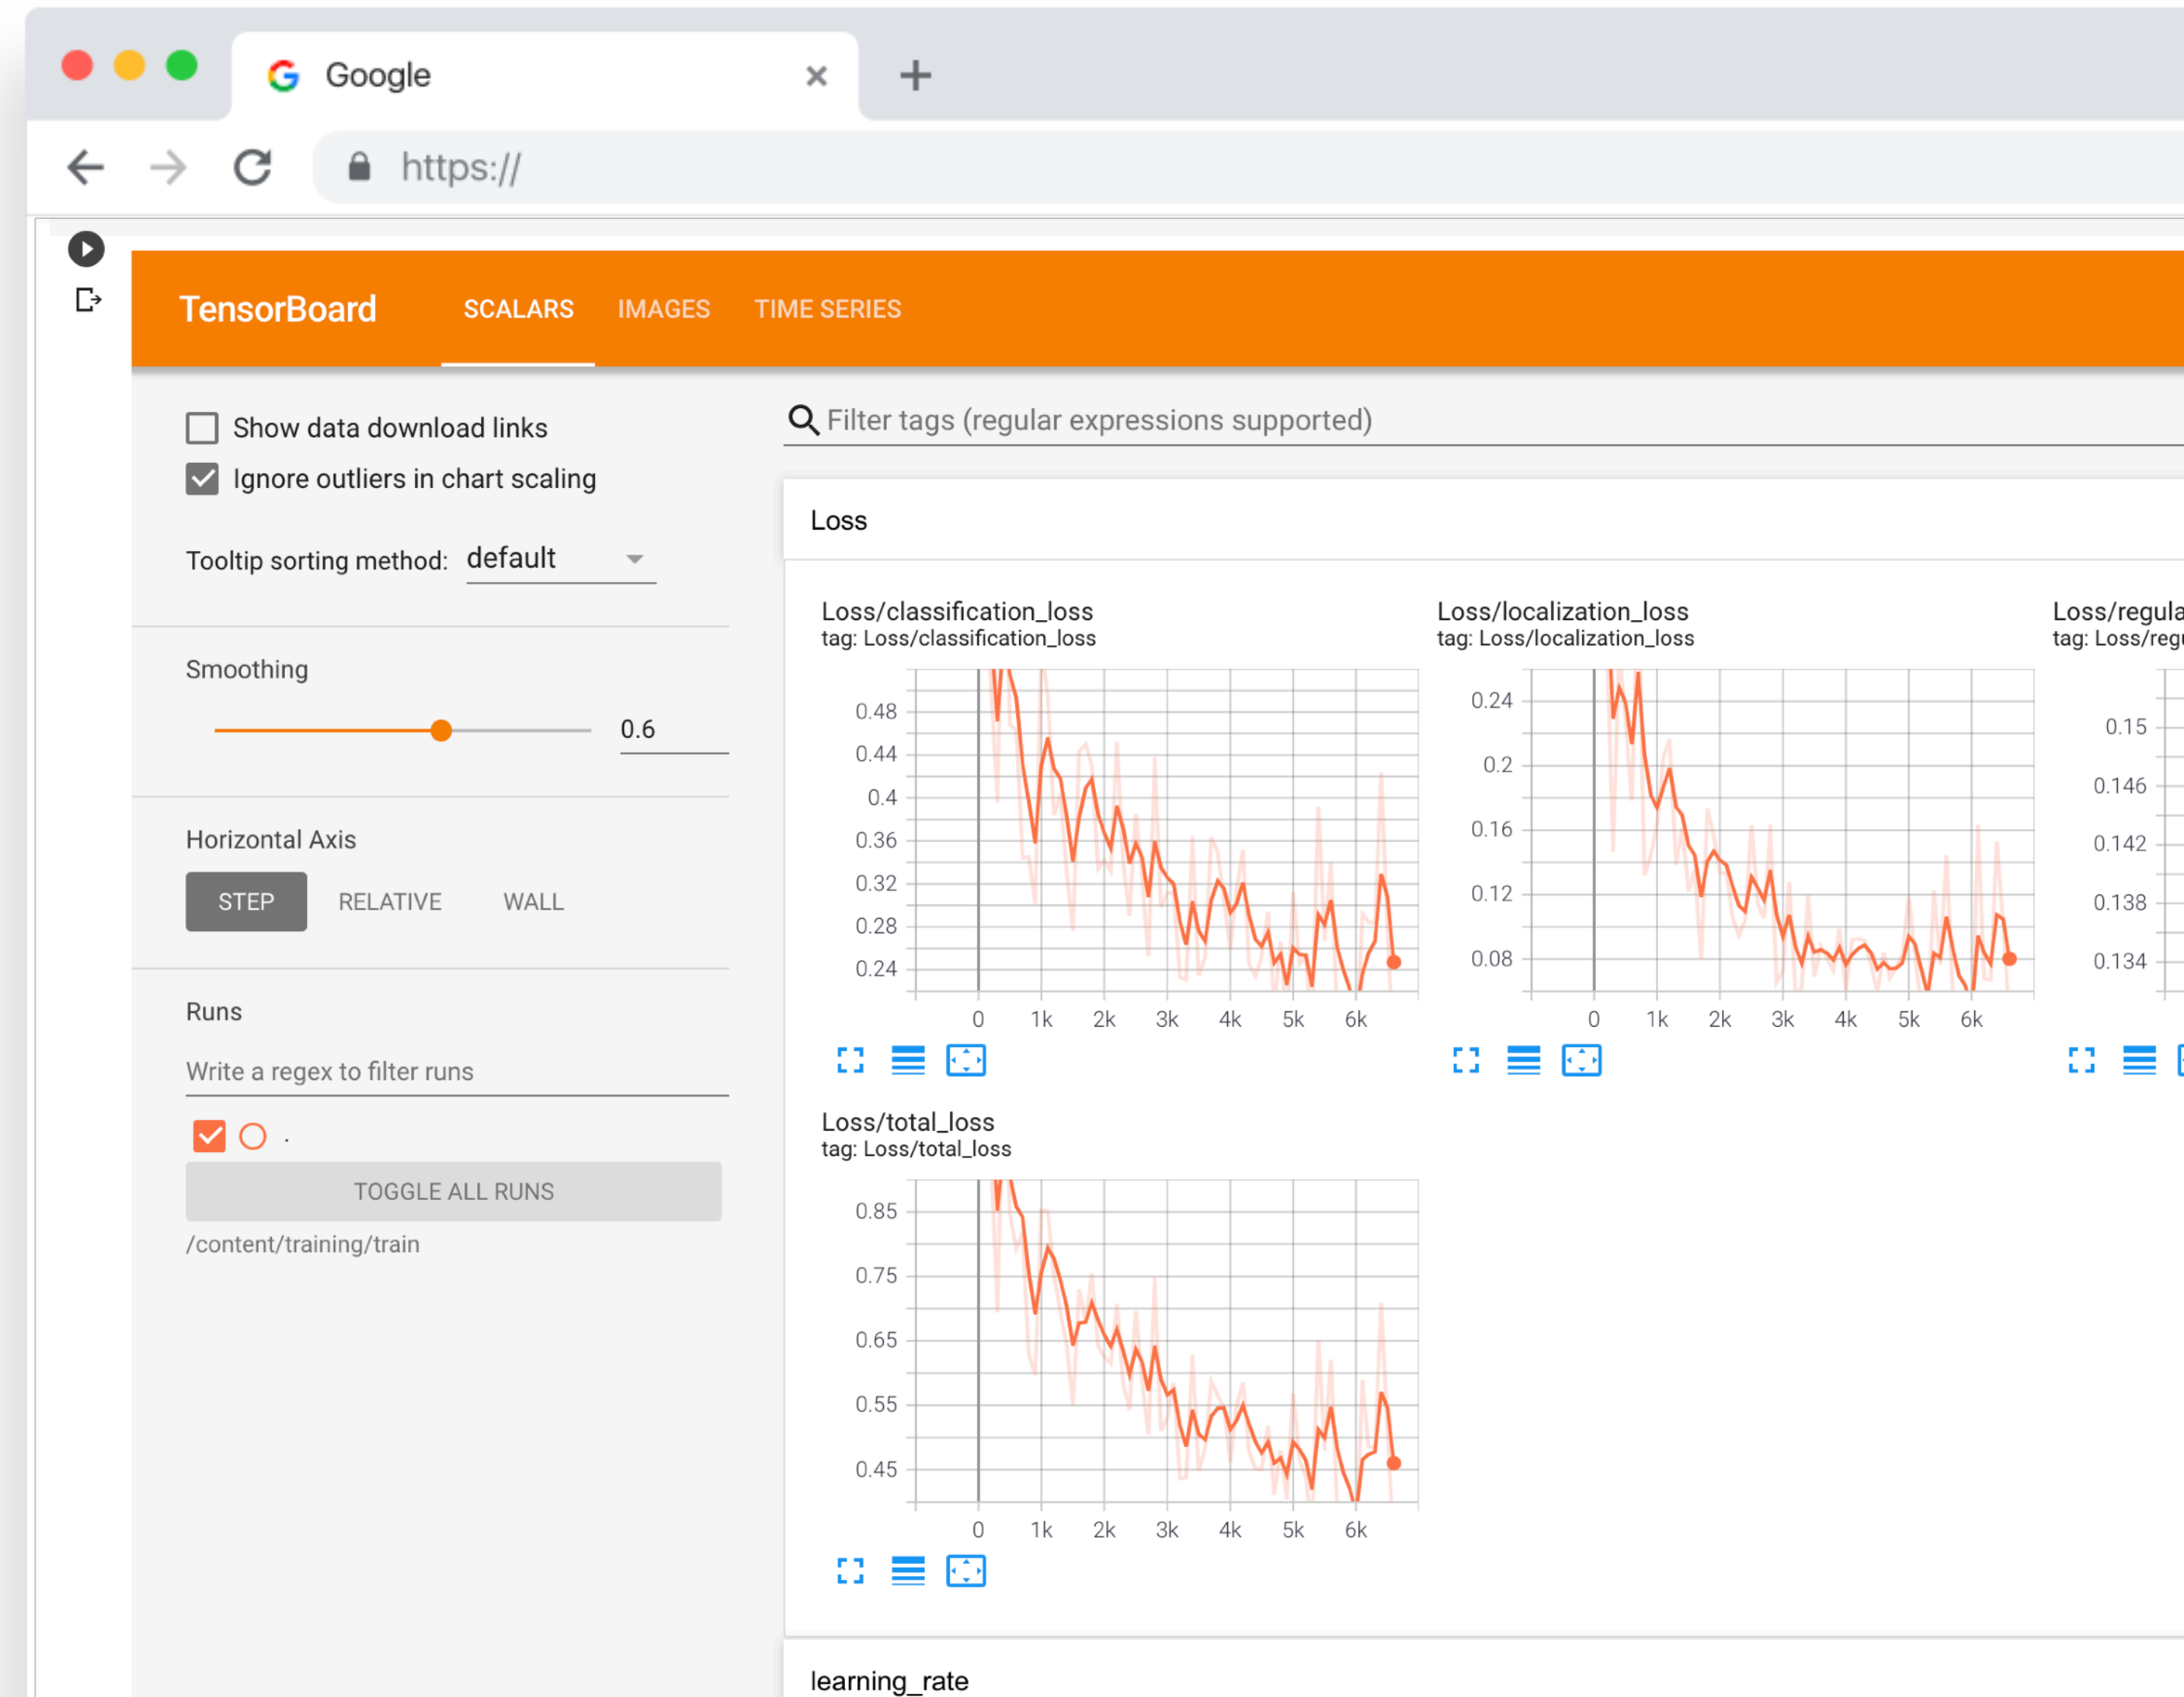 Google
https://
TensorBoard SCALARS IMAGES TIME SERIES
Show data download links
Ignore outliers in chart scaling
Tooltip sorting method: default
Smoothing
0.6
Horizontal Axis
STEP RELATIVE WALL
Runs
Write a regex to filter runs
.
TOGGLE ALL RUNS
/content/training/train
Filter tags (regular expressions supported)
Loss
Loss/classification_loss
tag: Loss/classification_loss
0.48
0.44
0.4
0.36
0.32
0.28
0.24
0 1k 2k 3k 4k 5k 6k
Loss/localization_loss
tag: Loss/localization_loss
0.24
0.2
0.16
0.12
0.08
0 1k 2k 3k 4k 5k 6k
Loss/regula
tag: Loss/regu
0.15
0.146
0.142
0.138
0.134
Loss/total_loss
tag: Loss/total_loss
0.85
0.75
0.65
0.55
0.45
0 1k 2k 3k 4k 5k 6k
learning_rate